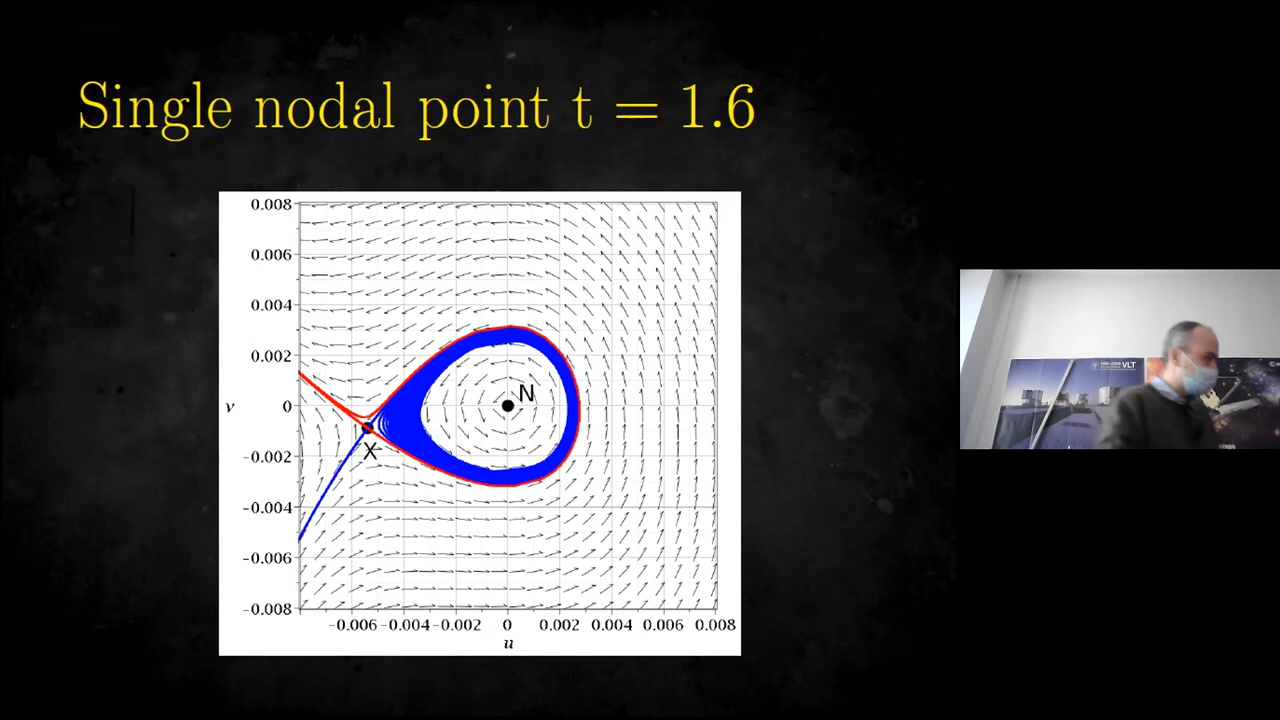 Single nodal point t = 1.6
0.008
0.006
0.004
0.002
v
0
-0.002
-0.004
-0.006
-0.008
N
X
-0.006 -0.004 -0.002 0 0.002 0.004 0.006 0.008
u
VLT